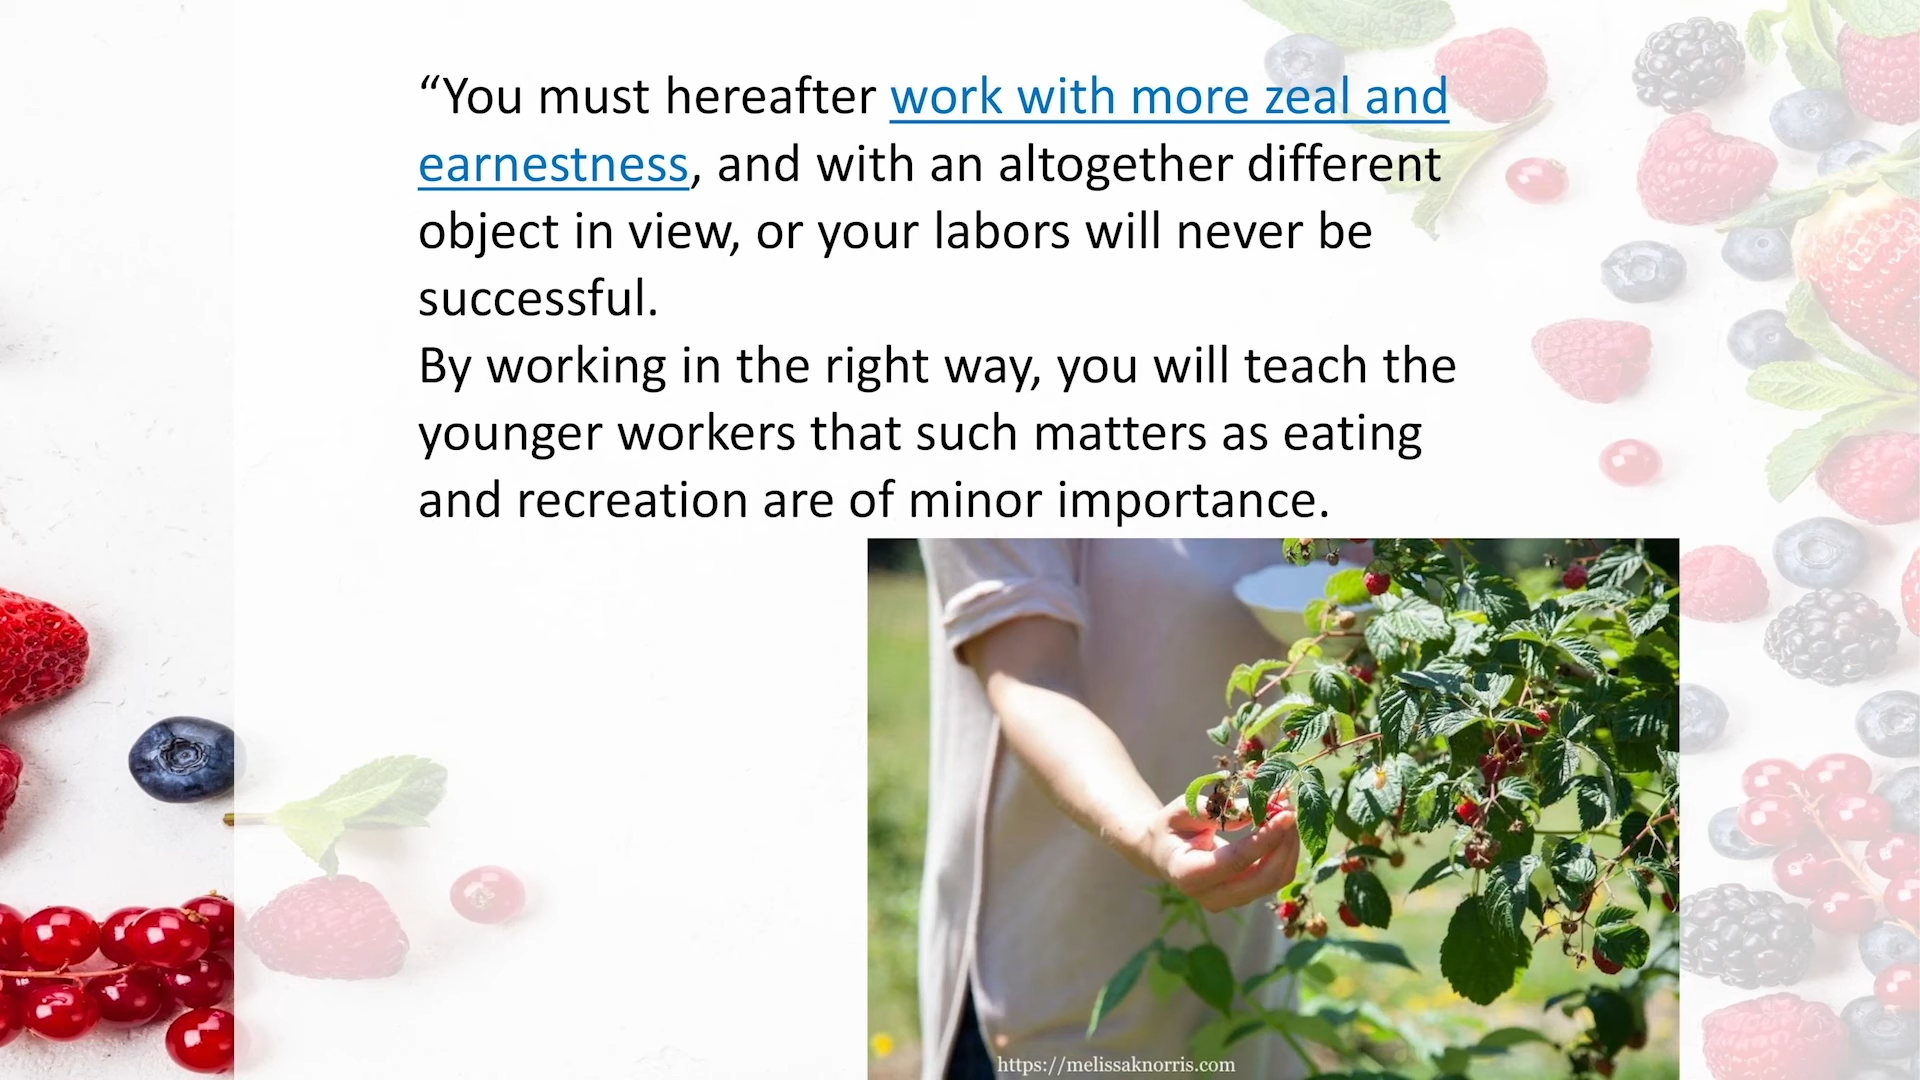 “You must hereafter work with more zeal and
earnestness, and with an altogether different
object in view, or your labors will never be
successful.
By working in the right way, you will teach the
younger workers that such matters as eating
and recreation are of minor importance.
https://melissaknorris.com